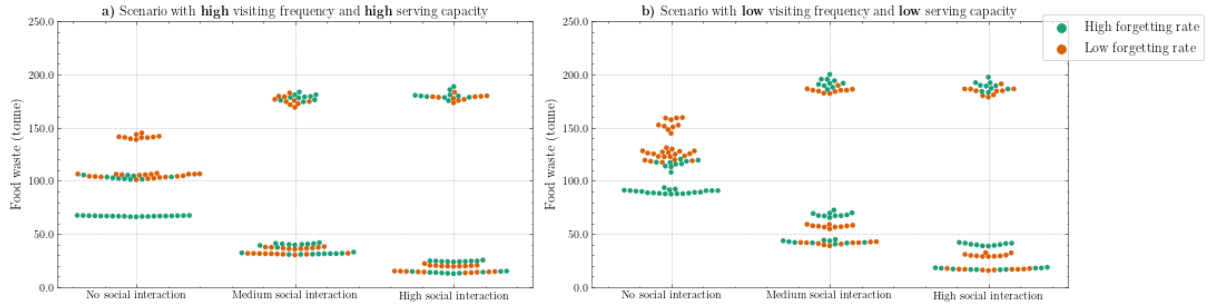 a) Scenario with high visiting frequency and high serving capacity
250.0
200.0
150.0
100.0
50.0
0.0
Food waste (tonne)
No social interaction
Medium social interaction
High social interaction
b) Scenario with low visiting frequency and low serving capacity
250.0
200.0
150.0
100.0
50.0
0.0
Food waste (tonne)
No social interaction
Medium social interaction
High social interaction
High forgetting rate
Low forgetting rate